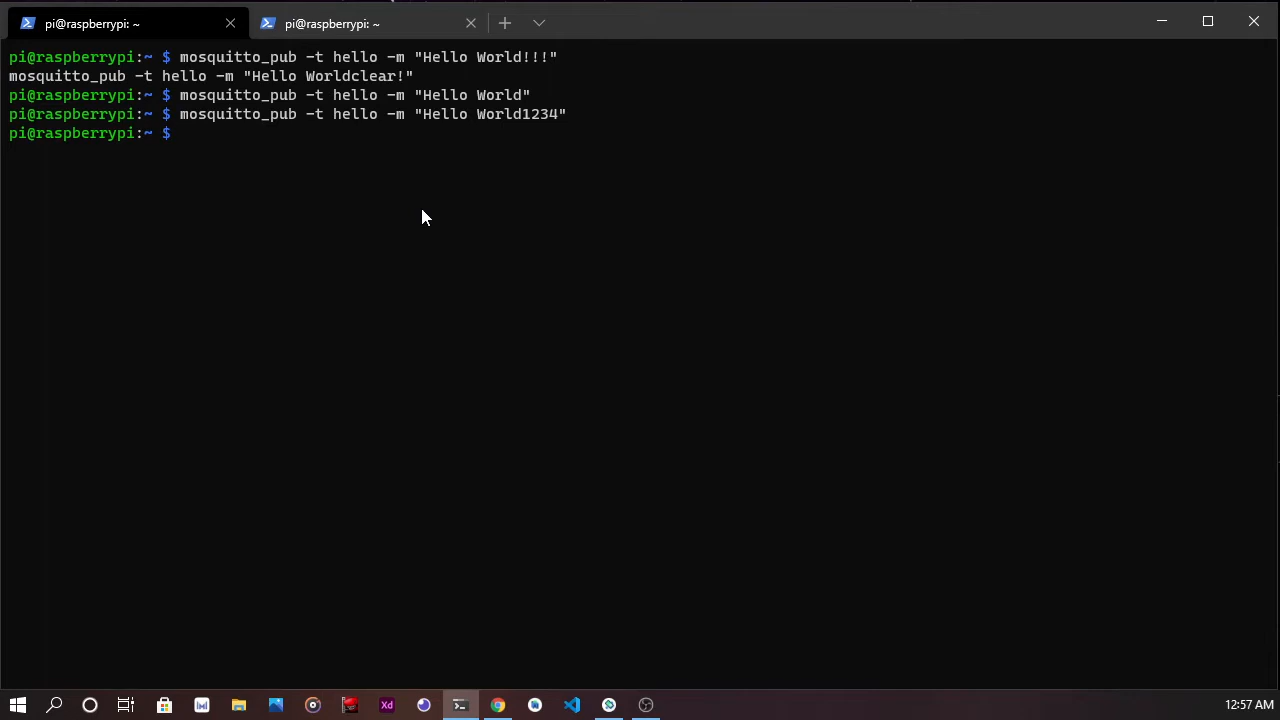 pi@raspberrypi: ~
pi@raspberrypi: ~
pi@raspberrypi:~ $ mosquitto_pub -t hello -m "Hello World!!!"
mosquitto_pub -t hello -m "Hello Worldclear!"
pi@raspberrypi:~ $ mosquitto_pub -t hello -m "Hello World"
pi@raspberrypi:~ $ mosquitto_pub -t hello -m "Hello World1234"
pi@raspberrypi:~ $
Xd
12:57 AM